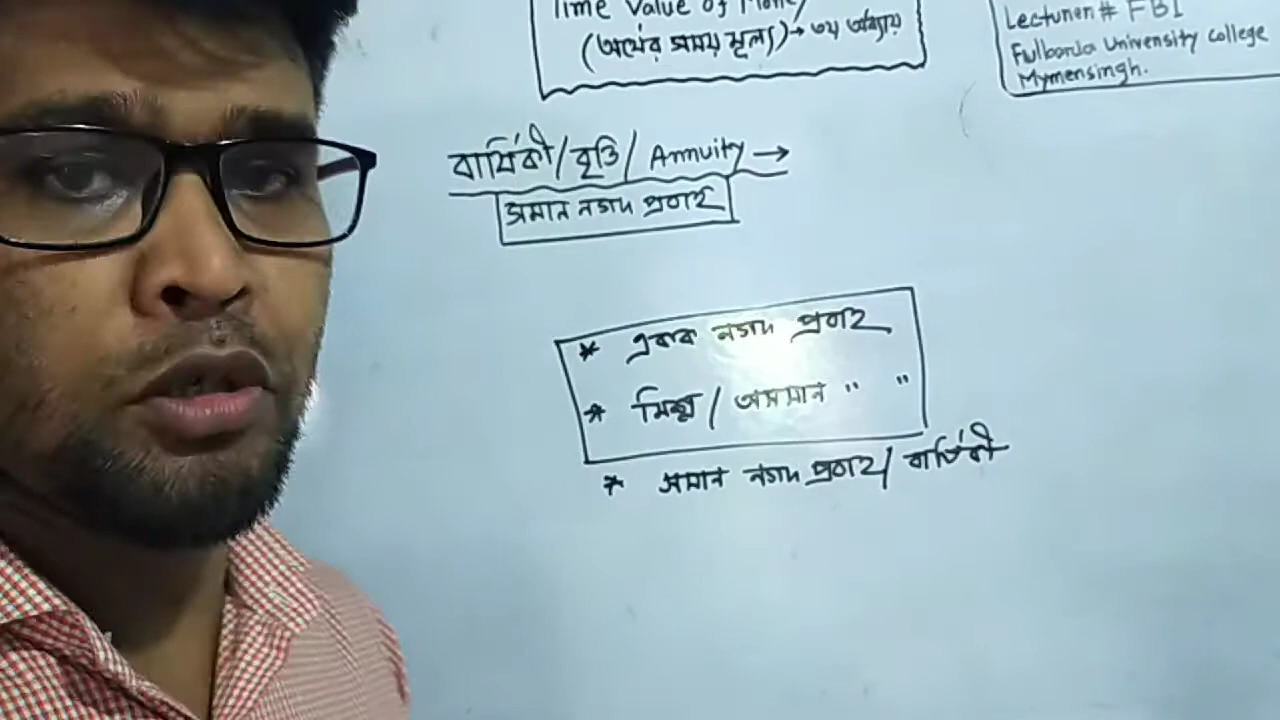 Time Value of Money
(অর্থের সময় মূল্য)→ ৩য় অধ্যায়
Lecturer# FBI
Fulbaria University College
Mymensingh.
বার্ষিকী/বৃত্তি/ Annuity →
সমান নগদ প্রবাহ
* একক নগদ প্রবাহ
* মিশ্র/ অসমান " "
* সমান নগদ প্রবাহ/ বার্ষিকী